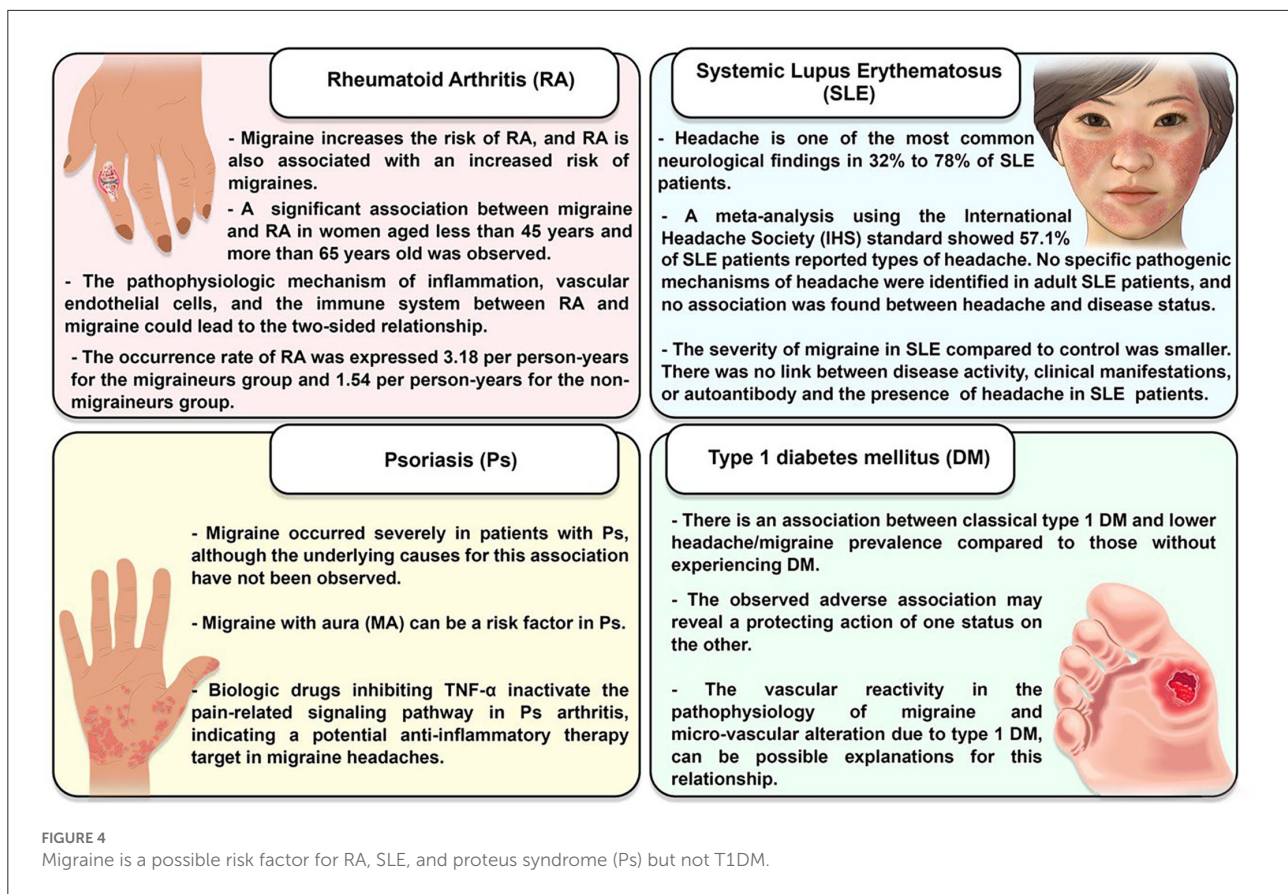 Rheumatoid Arthritis (RA)
- Migraine increases the risk of RA, and RA is
also associated with an increased risk of
migraines.
- A significant association between migraine
and RA in women aged less than 45 years and
more than 65 years old was observed.
- The pathophysiologic mechanism of inflammation, vascular
endothelial cells, and the immune system between RA and
migraine could lead to the two-sided relationship.
- The occurrence rate of RA was expressed 3.18 per person-years
for the migraineurs group and 1.54 per person-years for the non-
migraineurs group.
Systemic Lupus Erythematosus
(SLE)
- Headache is one of the most common
neurological findings in 32% to 78% of SLE
patients.
- A meta-analysis using the International
Headache Society (IHS) standard showed 57.1%
of SLE patients reported types of headache. No specific pathogenic
mechanisms of headache were identified in adult SLE patients, and
no association was found between headache and disease status.
- The severity of migraine in SLE compared to control was smaller.
There was no link between disease activity, clinical manifestations,
or autoantibody and the presence of headache in SLE patients.
Psoriasis (Ps)
- Migraine occurred severely in patients with Ps,
although the underlying causes for this association
have not been observed.
- Migraine with aura (MA) can be a risk factor in Ps.
- Biologic drugs inhibiting TNF-α inactivate the
pain-related signaling pathway in Ps arthritis,
indicating a potential anti-inflammatory therapy
target in migraine headaches.
Type 1 diabetes mellitus (DM)
- There is an association between classical type 1 DM and lower
headache/migraine prevalence compared to those without
experiencing DM.
- The observed adverse association may
reveal a protecting action of one status on
the other.
- The vascular reactivity in the
pathophysiology of migraine and
micro-vascular alteration due to type 1 DM,
can be possible explanations for this
relationship.
FIGURE 4
Migraine is a possible risk factor for RA, SLE, and proteus syndrome (Ps) but not T1DM.